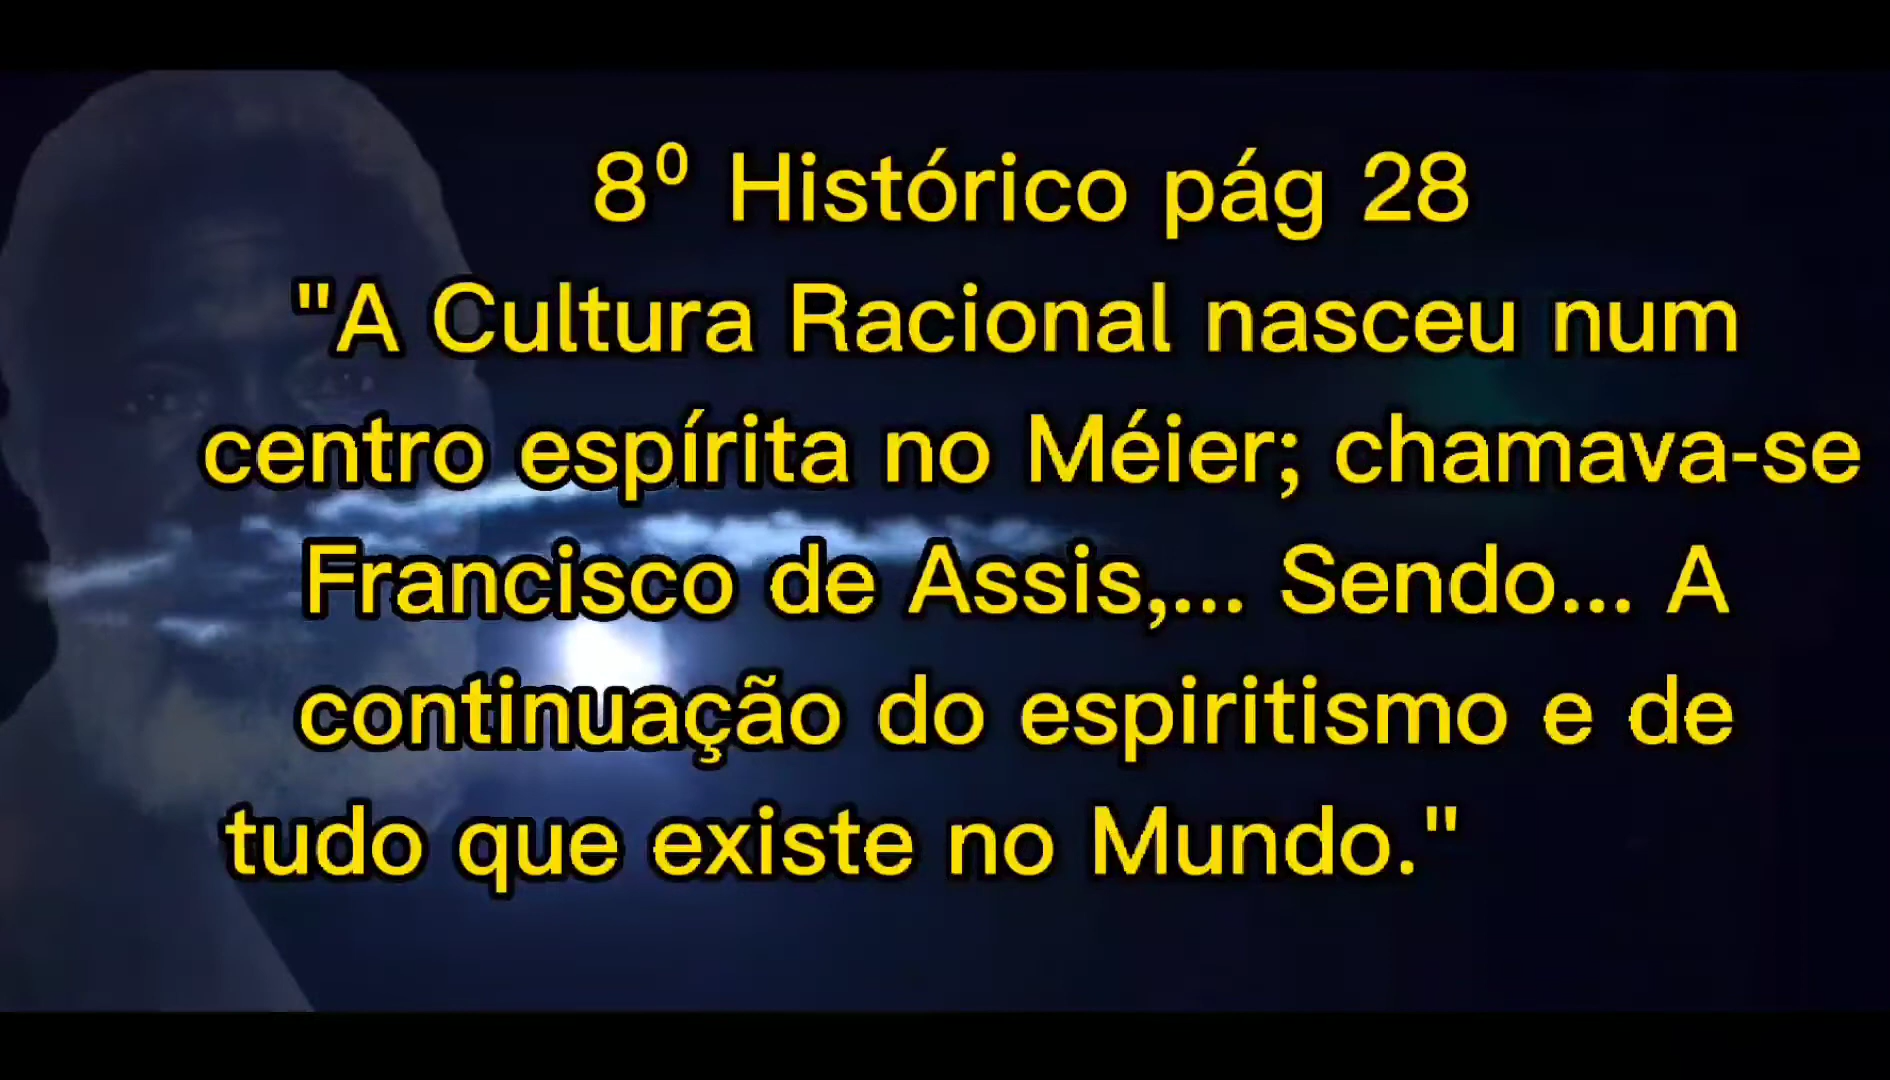 8⁰ Histórico pág 28
"A Cultura Racional nasceu num
centro espírita no Méier; chamava-se
Francisco de Assis,... Sendo... A
continuação do espiritismo e de
tudo que existe no Mundo."